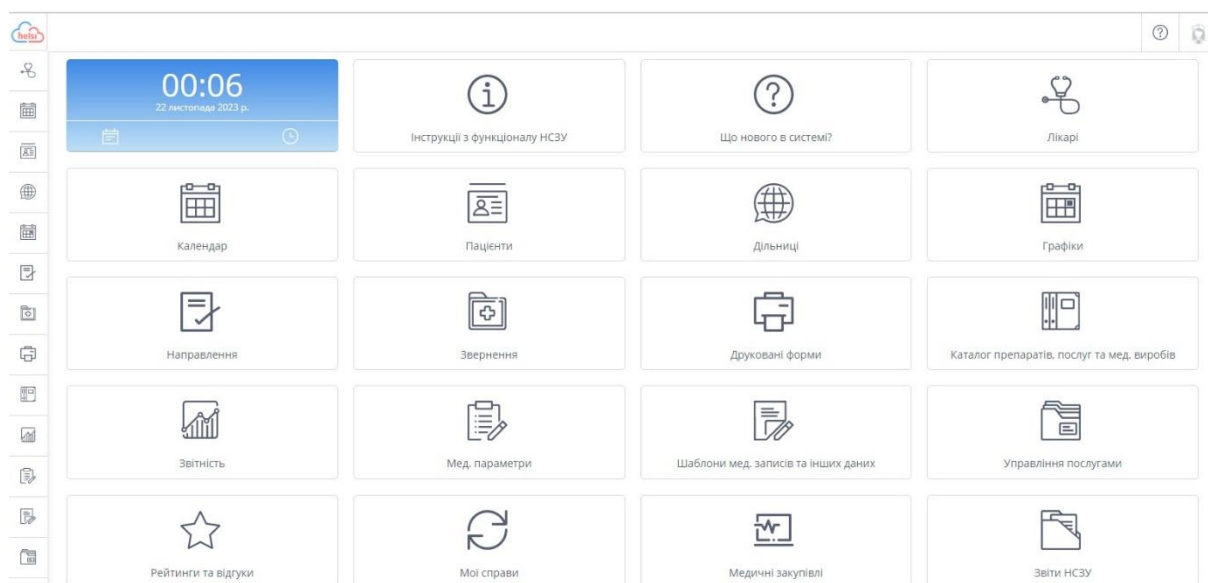 helsi
00:06
22 листопада 2023 р.
Інструкції з функціоналу НСЗУ
Що нового в системі?
Лікарі
Календар
Пацієнти
Дільниці
Графіки
Направлення
Звернення
Друковані форми
Каталог препаратів, послуг та мед. виробів
Звітність
Мед. параметри
Шаблони мед. записів та інших даних
Управління послугами
Рейтинги та відгуки
Мої справи
Медичні закупівлі
Звіти НСЗУ